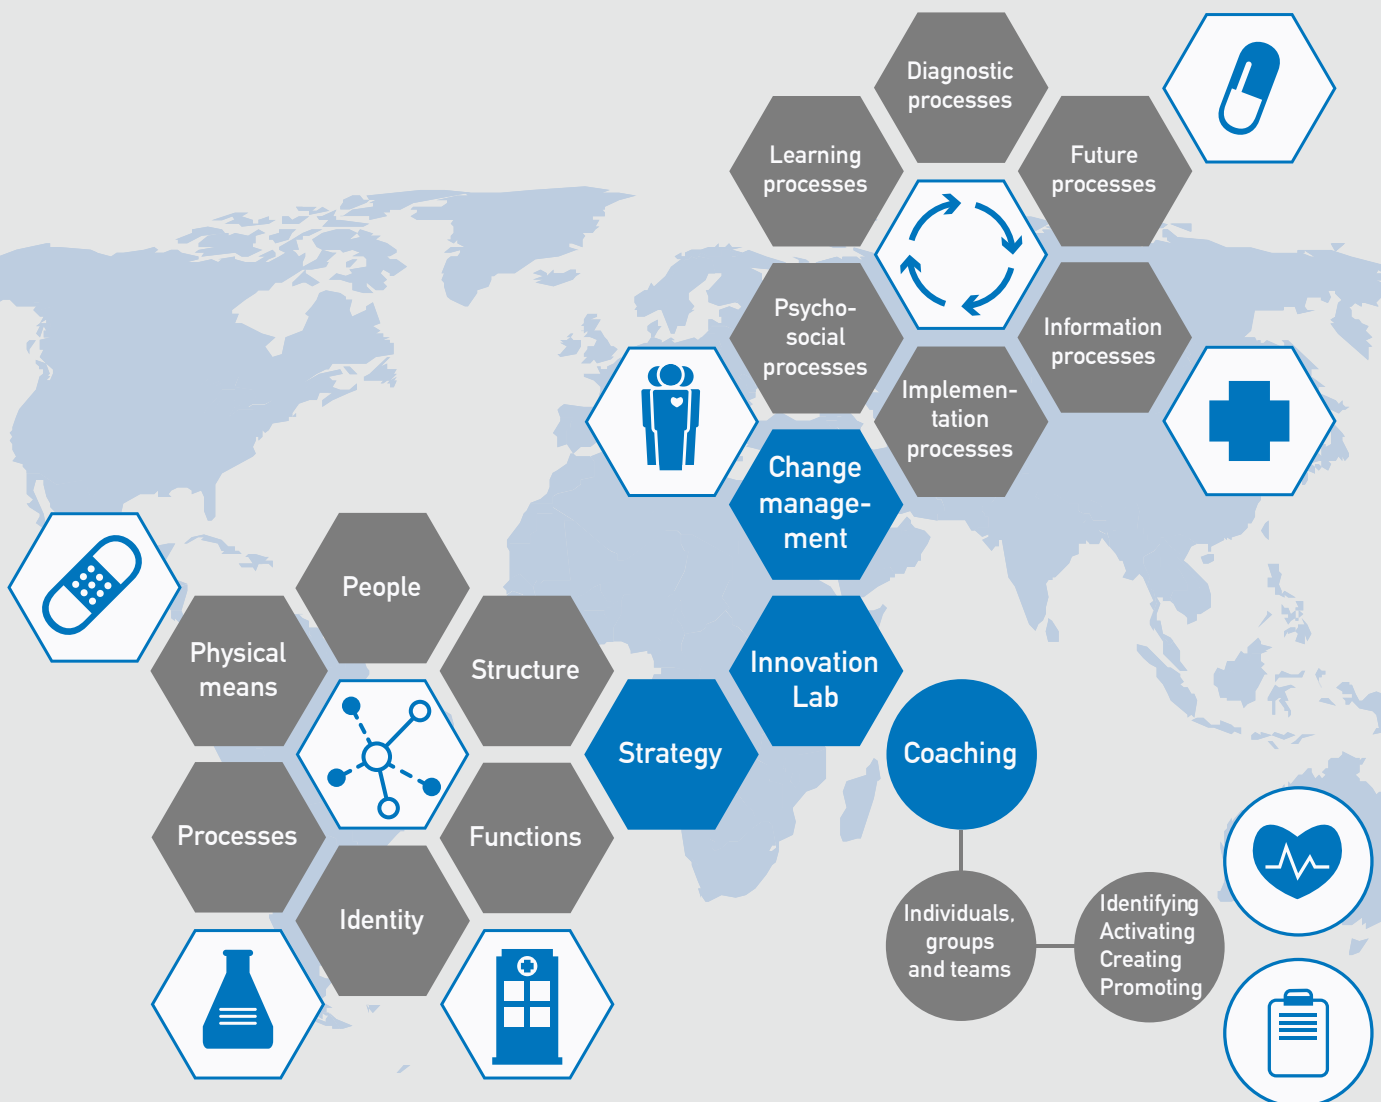 Diagnostic
processes
Learning
processes
Future
processes
Psycho-
social
processes
Information
processes
Implemen-
tation
processes
Change
manage-
ment
People
Physical
means
Structure
Innovation
Lab
Strategy
Coaching
Processes
Functions
Identity
Individuals,
groups
and teams
Identifying
Activating
Creating
Promoting